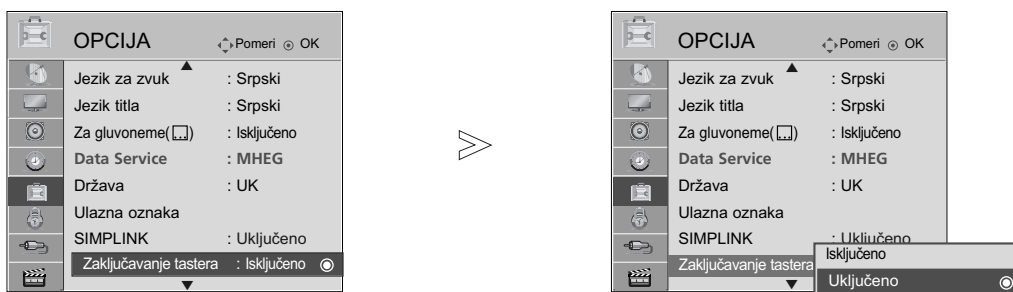 OPCIJA
Pomeri OK
Jezik za zvuk : Srpski
Jezik titla : Srpski
Za gluvoneme( ) : Isključeno
Data Service : MHEG
Država : UK
Ulazna oznaka
SIMPLINK : Uključeno
Zaključavanje tastera : Isključeno
OPCIJA
Pomeri OK
Jezik za zvuk : Srpski
Jezik titla : Srpski
Za gluvoneme( ) : Isključeno
Data Service : MHEG
Država : UK
Ulazna oznaka
SIMPLINK : Uključeno
Zaključavanje tastera
Isključeno
Uključeno